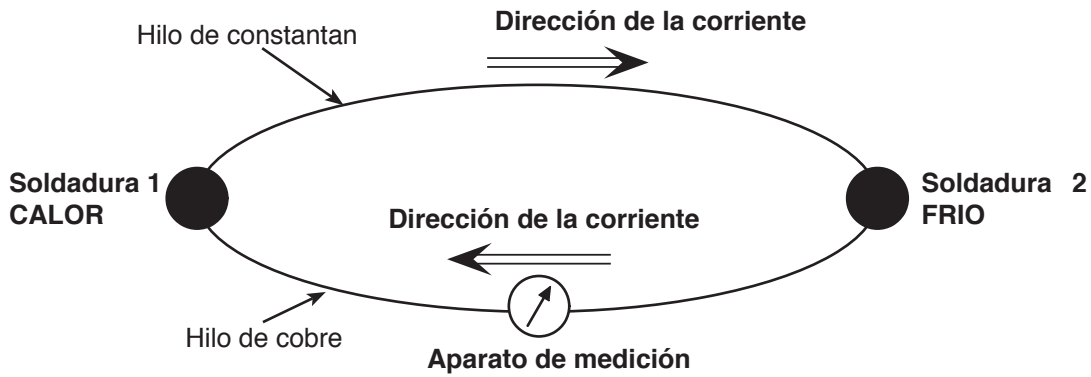 Dirección de la corriente
Hilo de constantan
Soldadura 1
CALOR
Soldadura 2
FRIO
Dirección de la corriente
Hilo de cobre
Aparato de medición